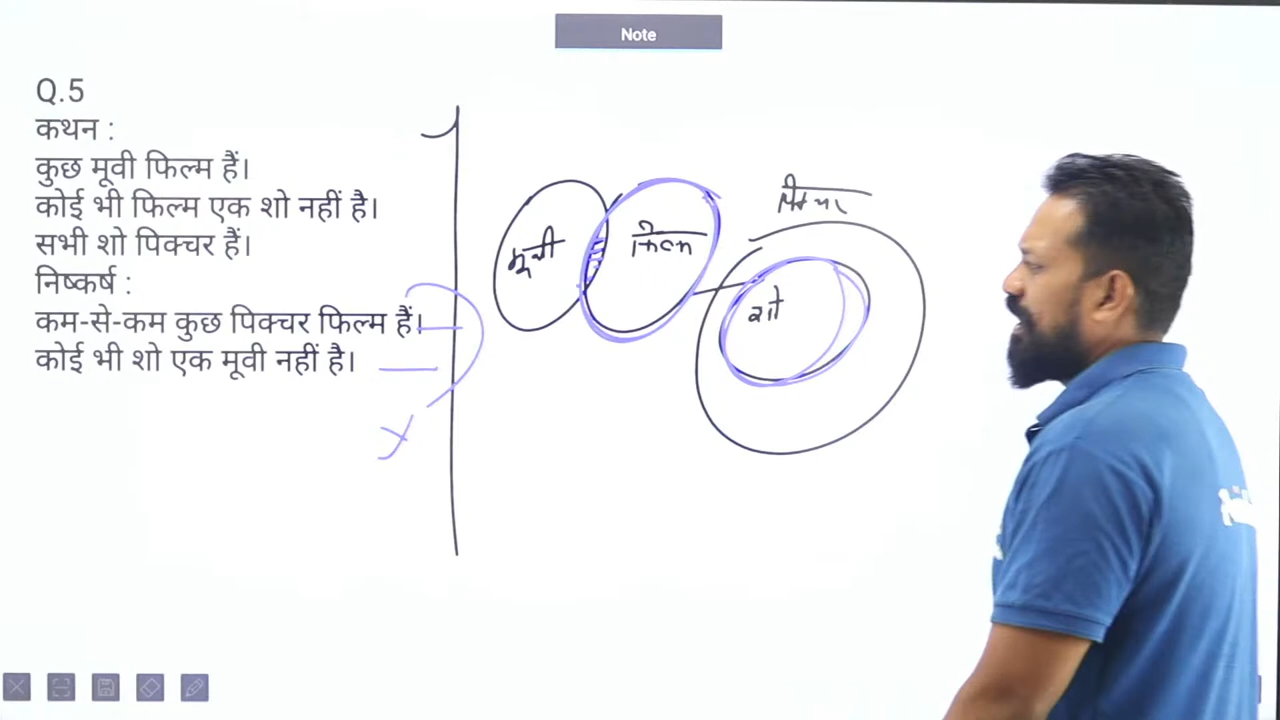 Note
Q.5
कथन :
कुछ मूवी फिल्म हैं।
कोई भी फिल्म एक शो नहीं है।
सभी शो पिक्चर हैं।
निष्कर्ष :
कम-से-कम कुछ पिक्चर फिल्म हैं।
कोई भी शो एक मूवी नहीं है।
मूवी
फिल्म
पिक्चर
शो